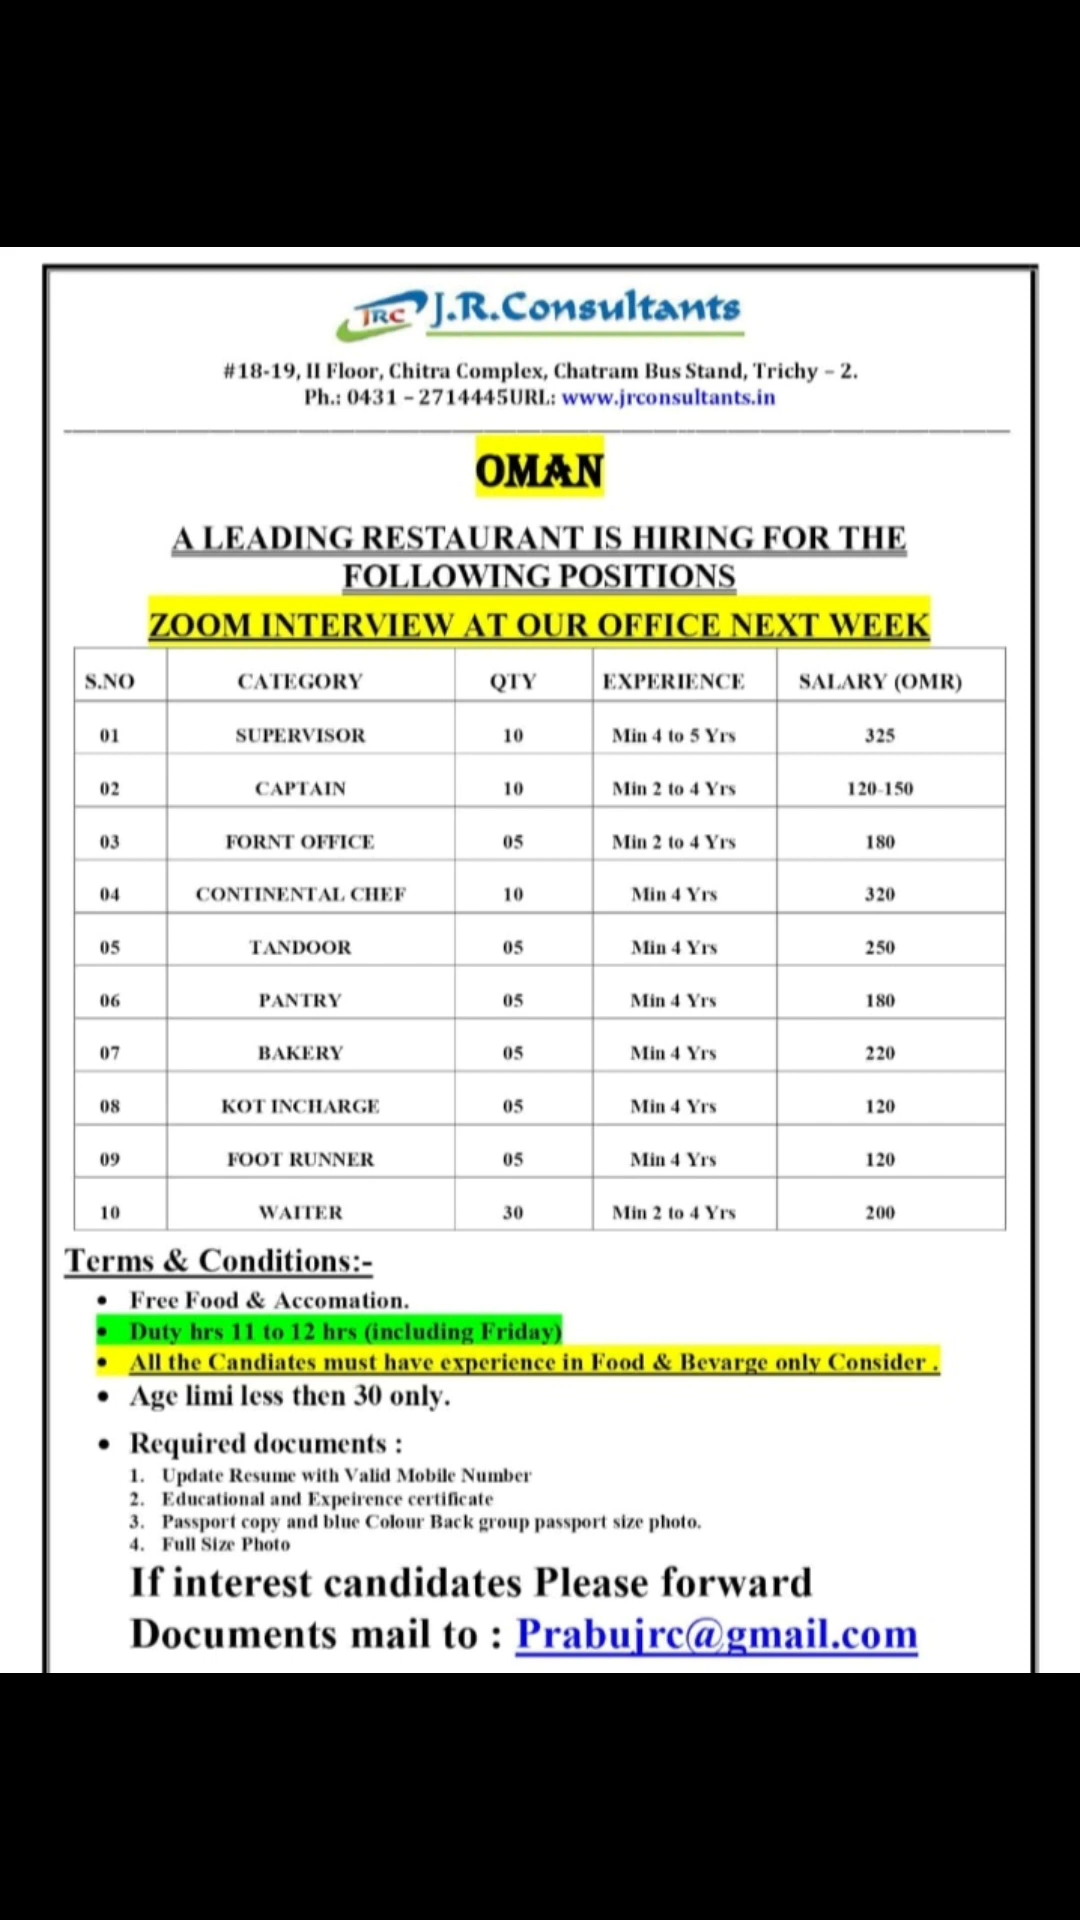 JRC J.R.Consultants
#18-19, II Floor, Chitra Complex, Chatram Bus Stand, Trichy – 2.
Ph.: 0431 – 2714445URL: www.jrconsultants.in
OMAN
A LEADING RESTAURANT IS HIRING FOR THE
FOLLOWING POSITIONS
ZOOM INTERVIEW AT OUR OFFICE NEXT WEEK
S.NO CATEGORY QTY EXPERIENCE SALARY (OMR)
01 SUPERVISOR 10 Min 4 to 5 Yrs 325
02 CAPTAIN 10 Min 2 to 4 Yrs 120-150
03 FORNT OFFICE 05 Min 2 to 4 Yrs 180
04 CONTINENTAL CHEF 10 Min 4 Yrs 320
05 TANDOOR 05 Min 4 Yrs 250
06 PANTRY 05 Min 4 Yrs 180
07 BAKERY 05 Min 4 Yrs 220
08 KOT INCHARGE 05 Min 4 Yrs 120
09 FOOT RUNNER 05 Min 4 Yrs 120
10 WAITER 30 Min 2 to 4 Yrs 200
Terms & Conditions:-
• Free Food & Accomation.
• Duty hrs 11 to 12 hrs (including Friday)
• All the Candiates must have experience in Food & Bevarge only Consider .
• Age limi less then 30 only.
• Required documents :
1. Update Resume with Valid Mobile Number
2. Educational and Expeirence certificate
3. Passport copy and blue Colour Back group passport size photo.
4. Full Size Photo
If interest candidates Please forward
Documents mail to : Prabujrc@gmail.com